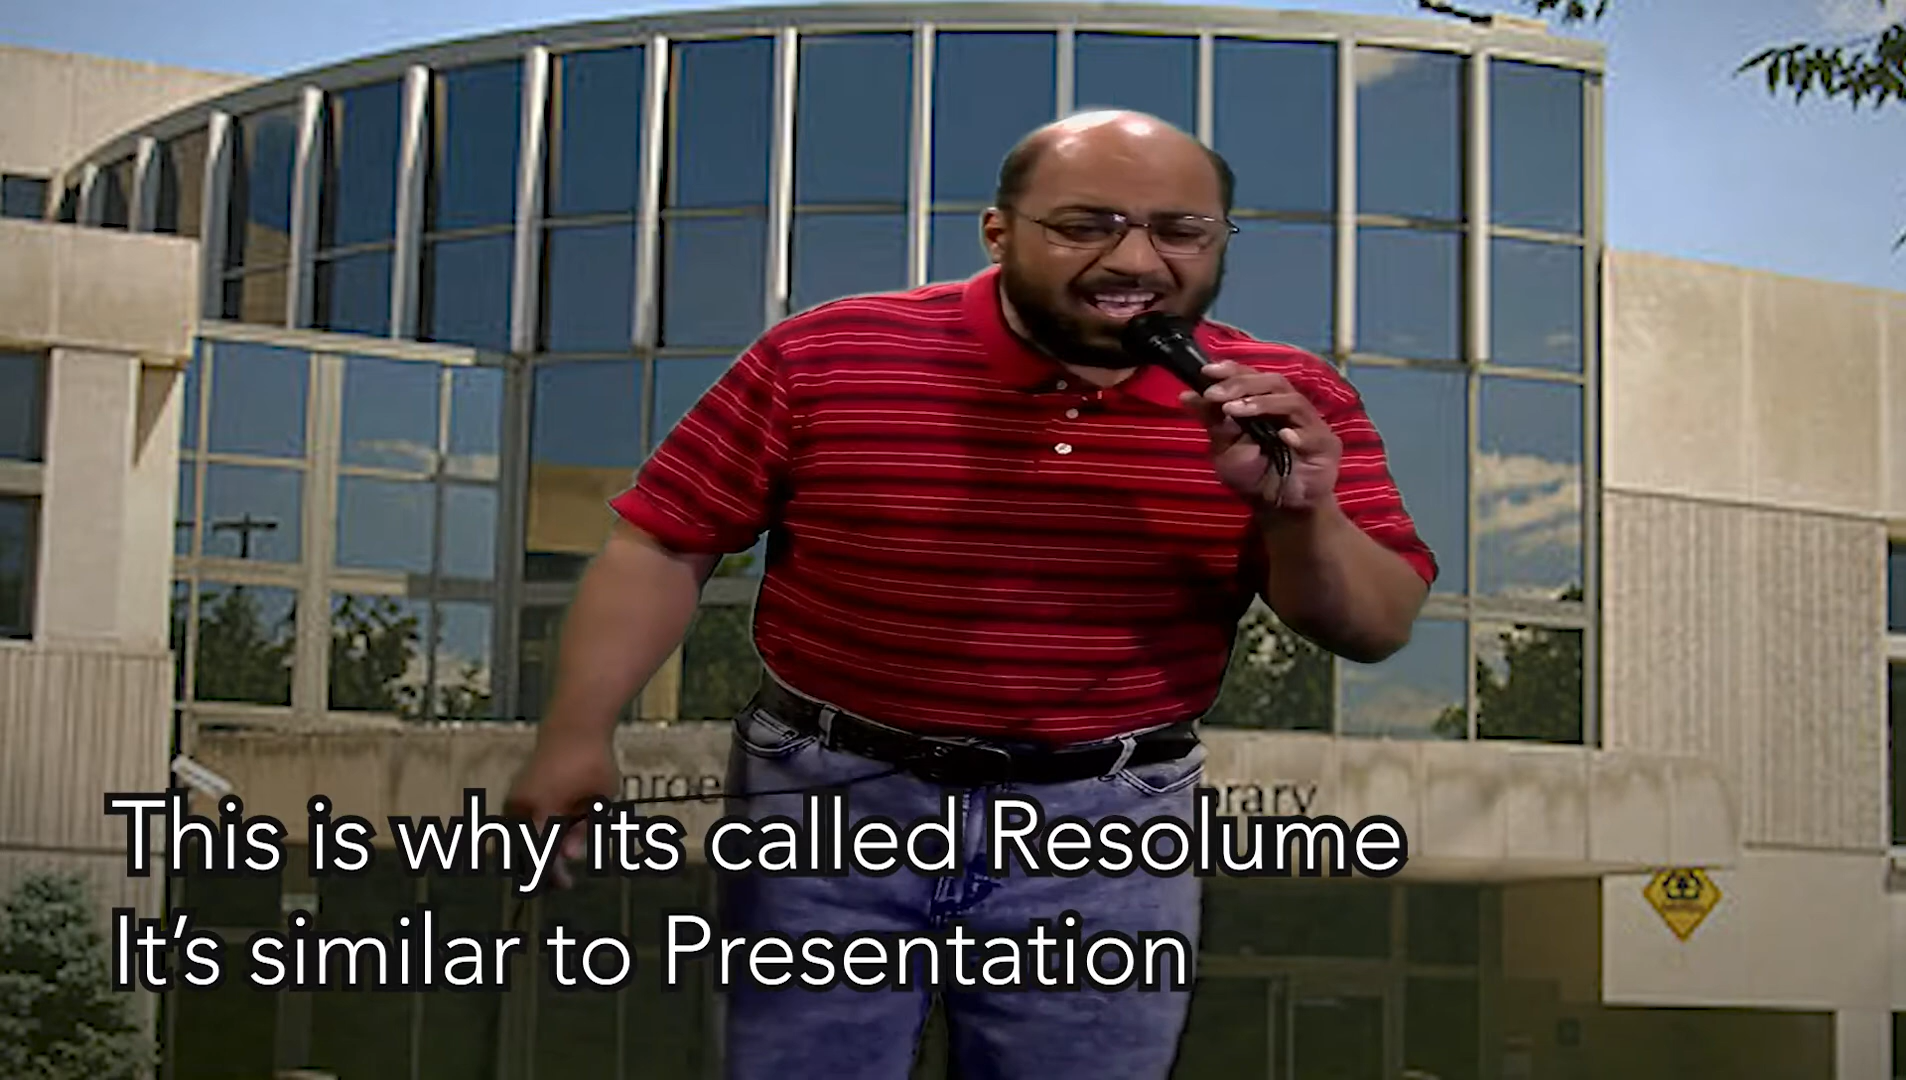 This is why its called Resolume
It’s similar to Presentation